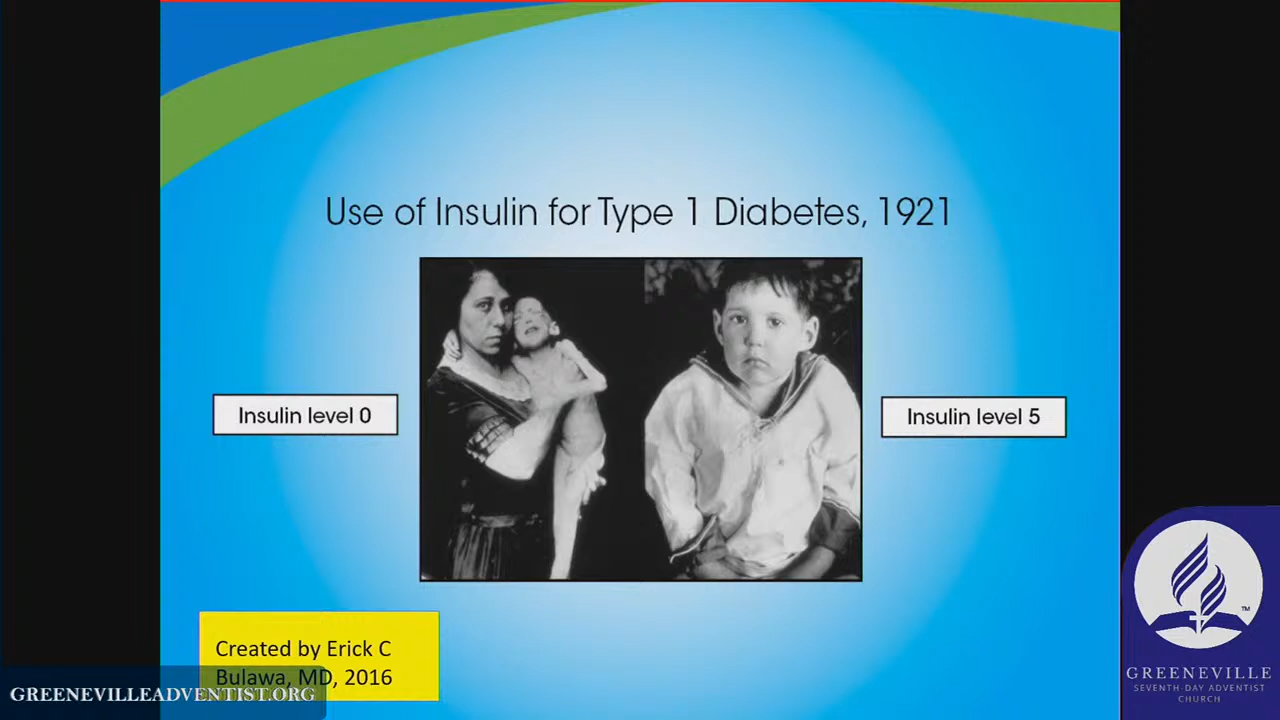 Use of Insulin for Type 1 Diabetes, 1921
Insulin level 0
Insulin level 5
Created by Erick C
Bulawa, MD, 2016
GREENEVILLEADVENTIST.ORG
GREENEVILLE
SEVENTH-DAY ADVENTIST
CHURCH
TM